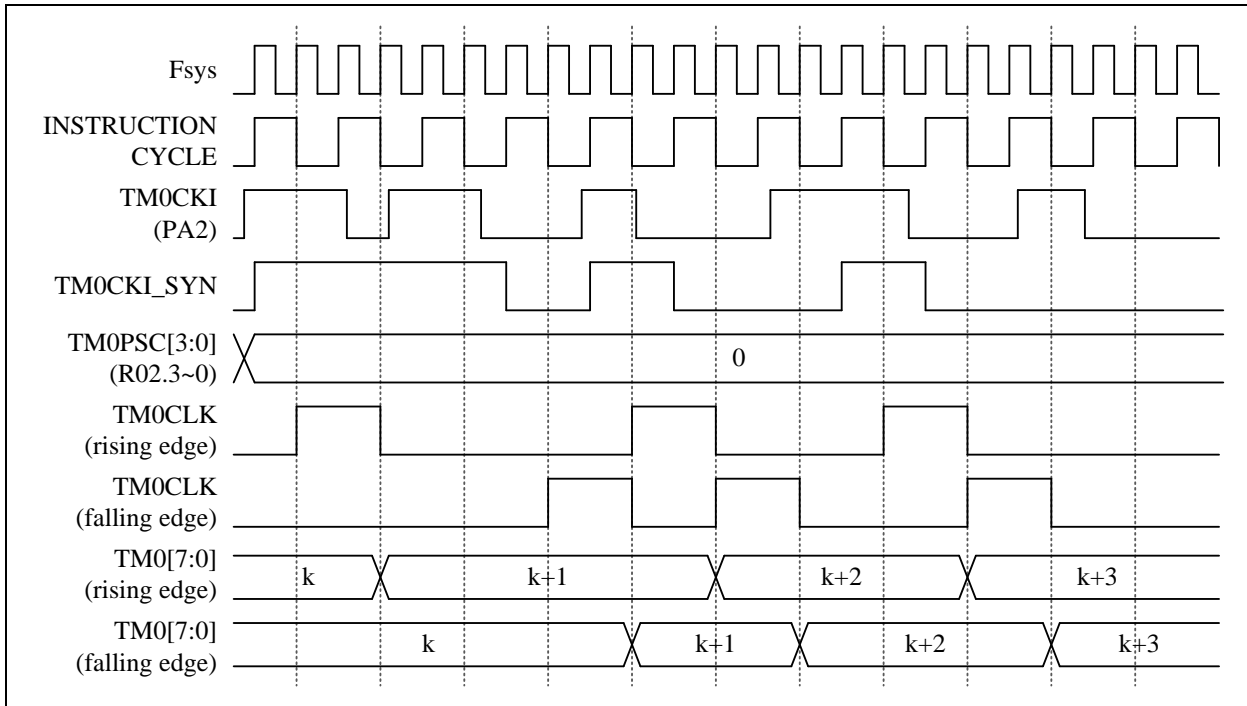 Fsys
INSTRUCTION
CYCLE
TM0CKI
(PA2)
TM0CKI_SYN
TM0PSC[3:0]
(R02.3~0)
0
TM0CLK
(rising edge)
TM0CLK
(falling edge)
TM0[7:0]
(rising edge)
k
k+1
k+2
k+3
TM0[7:0]
(falling edge)
k
k+1
k+2
k+3